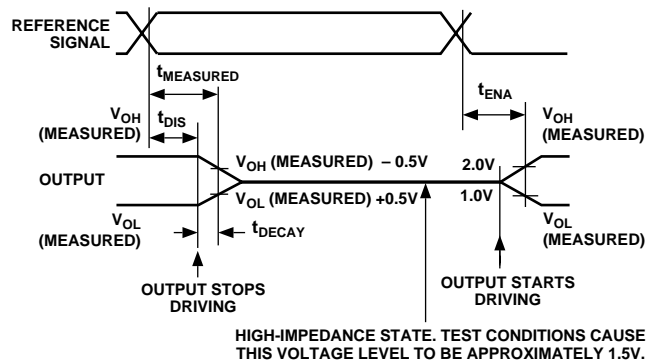 REFERENCE
SIGNAL
tMEASURED
tENA
VOH
(MEASURED)
tDIS
VOH
(MEASURED)
VOH (MEASURED) – 0.5V
2.0V
OUTPUT
VOL (MEASURED) +0.5V
1.0V
VOL
(MEASURED)
tDECAY
VOL
(MEASURED)
OUTPUT STOPS
DRIVING
OUTPUT STARTS
DRIVING
HIGH-IMPEDANCE STATE. TEST CONDITIONS CAUSE
THIS VOLTAGE LEVEL TO BE APPROXIMATELY 1.5V.